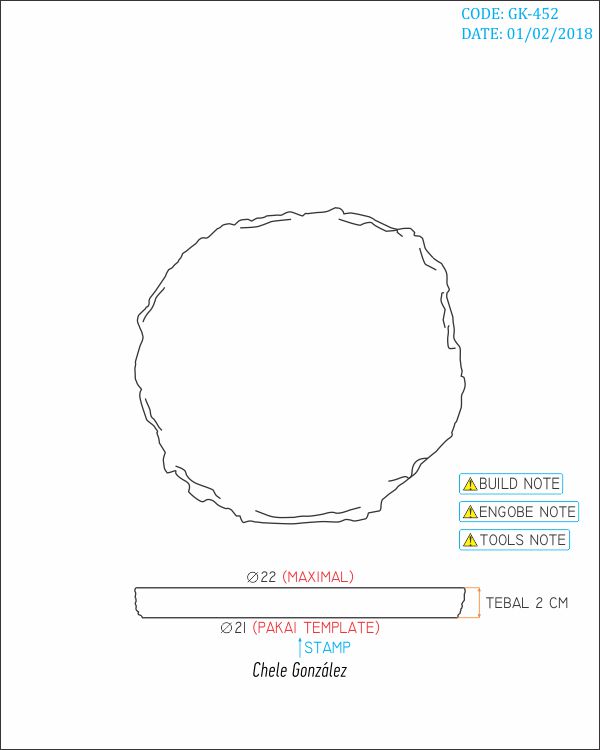 CODE: GK-452
DATE: 01/02/2018
BUILD NOTE
ENGOBE NOTE
TOOLS NOTE
∅22 (MAXIMAL)
TEBAL 2 CM
∅21 (PAKAI TEMPLATE)
STAMP
Chele González